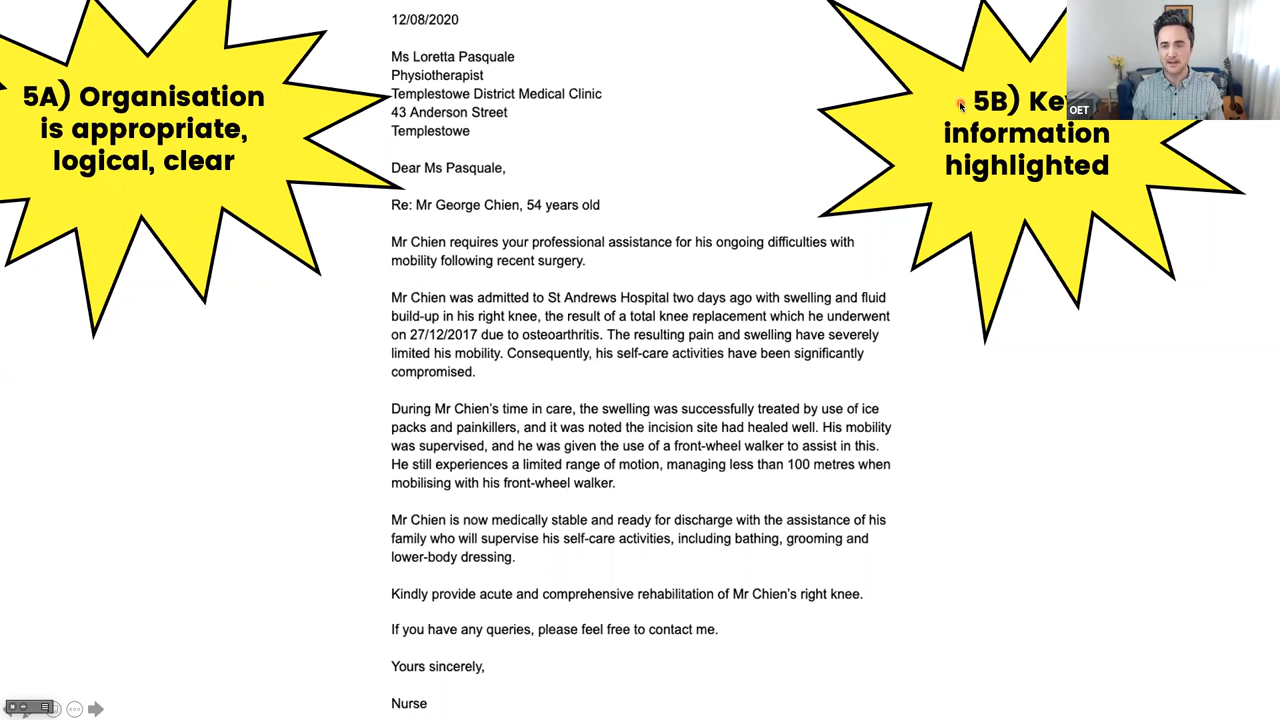 12/08/2020
Ms Loretta Pasquale
Physiotherapist
Templestowe District Medical Clinic
43 Anderson Street
Templestowe
Dear Ms Pasquale,
Re: Mr George Chien, 54 years old
Mr Chien requires your professional assistance for his ongoing difficulties with
mobility following recent surgery.
Mr Chien was admitted to St Andrews Hospital two days ago with swelling and fluid
build-up in his right knee, the result of a total knee replacement which he underwent
on 27/12/2017 due to osteoarthritis. The resulting pain and swelling have severely
limited his mobility. Consequently, his self-care activities have been significantly
compromised.
During Mr Chien's time in care, the swelling was successfully treated by use of ice
packs and painkillers, and it was noted the incision site had healed well. His mobility
was supervised, and he was given the use of a front-wheel walker to assist in this.
He still experiences a limited range of motion, managing less than 100 metres when
mobilising with his front-wheel walker.
Mr Chien is now medically stable and ready for discharge with the assistance of his
family who will supervise his self-care activities, including bathing, grooming and
lower-body dressing.
Kindly provide acute and comprehensive rehabilitation of Mr Chien's right knee.
If you have any queries, please feel free to contact me.
Yours sincerely,
Nurse
5A) Organisation
is appropriate,
logical, clear
5B)
information
highlighted
OET